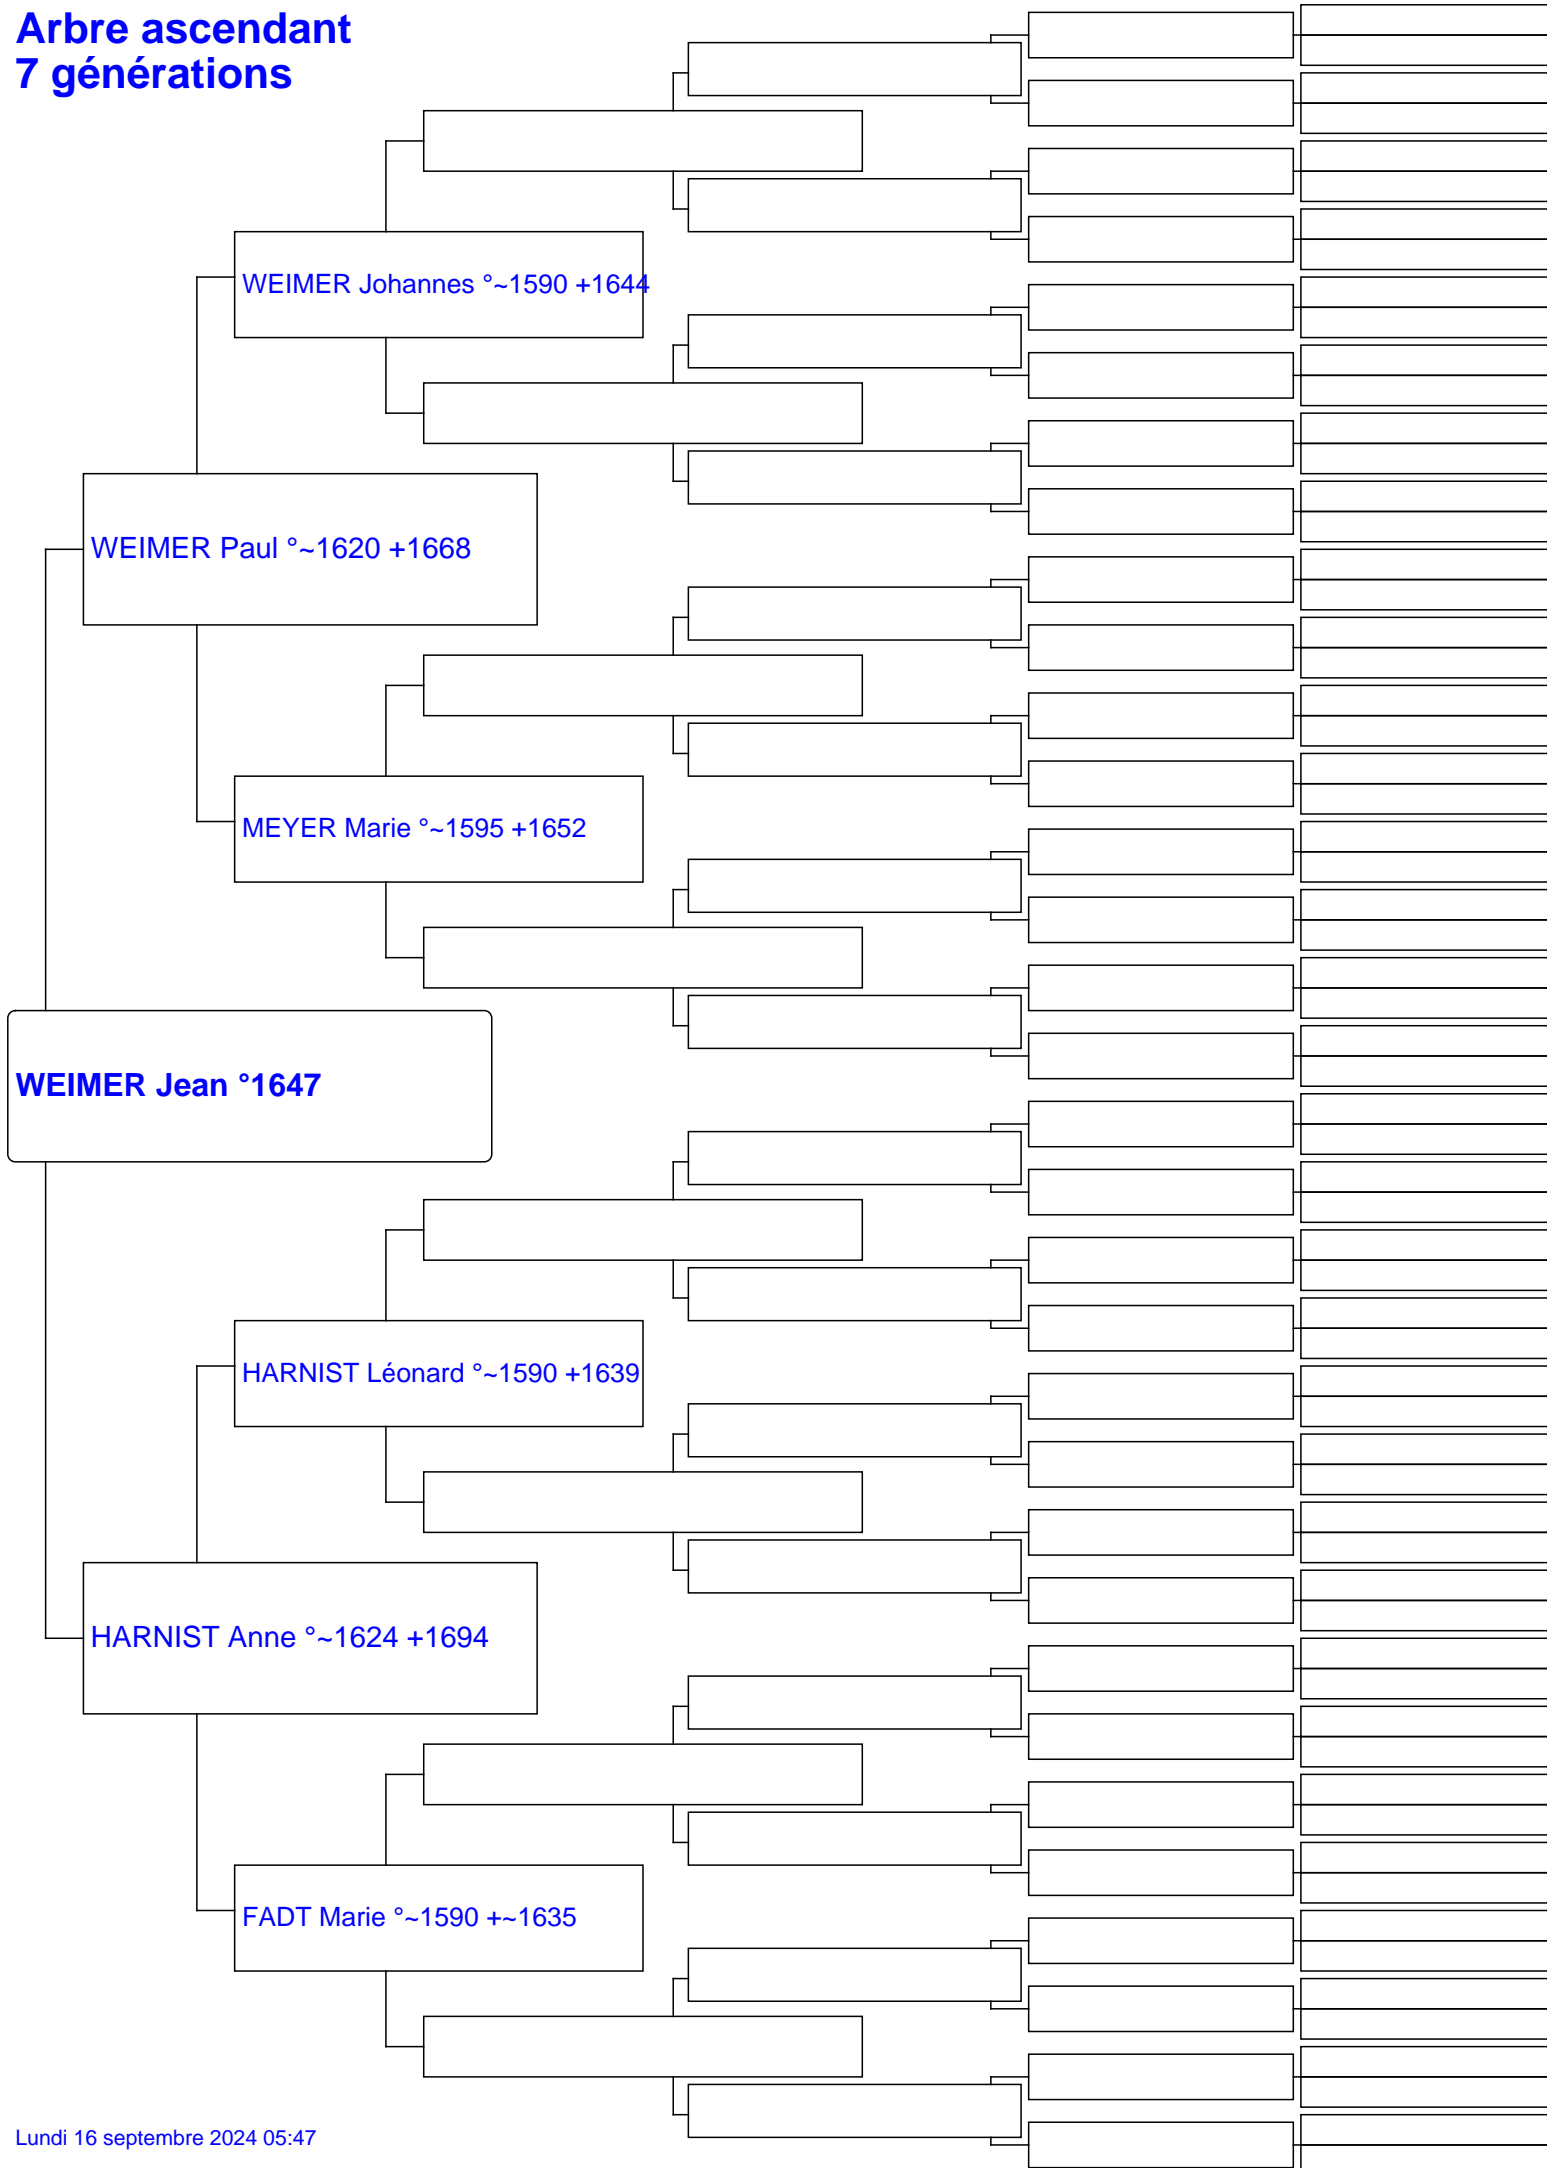 Arbre ascendant
7 générations
WEIMER Johannes °~1590 +1644
WEIMER Paul °~1620 +1668
MEYER Marie °~1595 +1652
WEIMER Jean °1647
HARNIST Léonard °~1590 +1639
HARNIST Anne °~1624 +1694
FADT Marie °~1590 +~1635
Lundi 16 septembre 2024 05:47